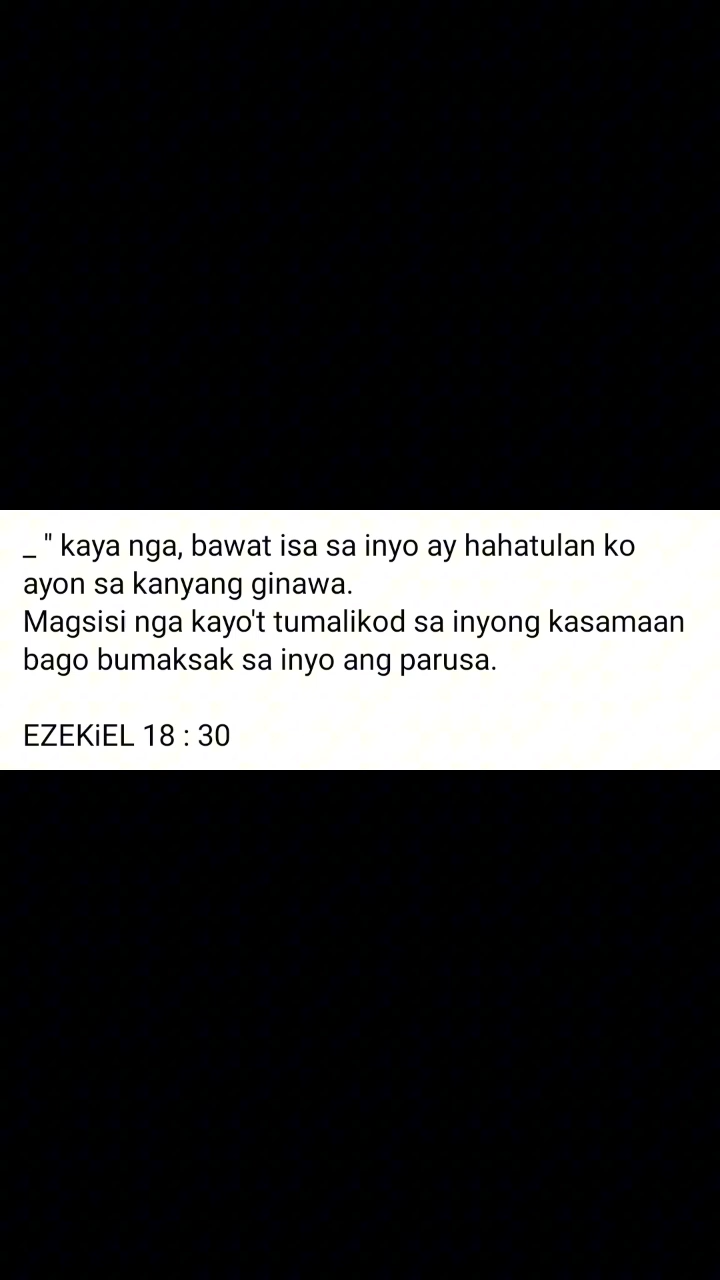 _ " kaya nga, bawat isa sa inyo ay hahatulan ko
ayon sa kanyang ginawa.
Magsisi nga kayo't tumalikod sa inyong kasamaan
bago bumaksak sa inyo ang parusa.
EZEKiEL 18 : 30